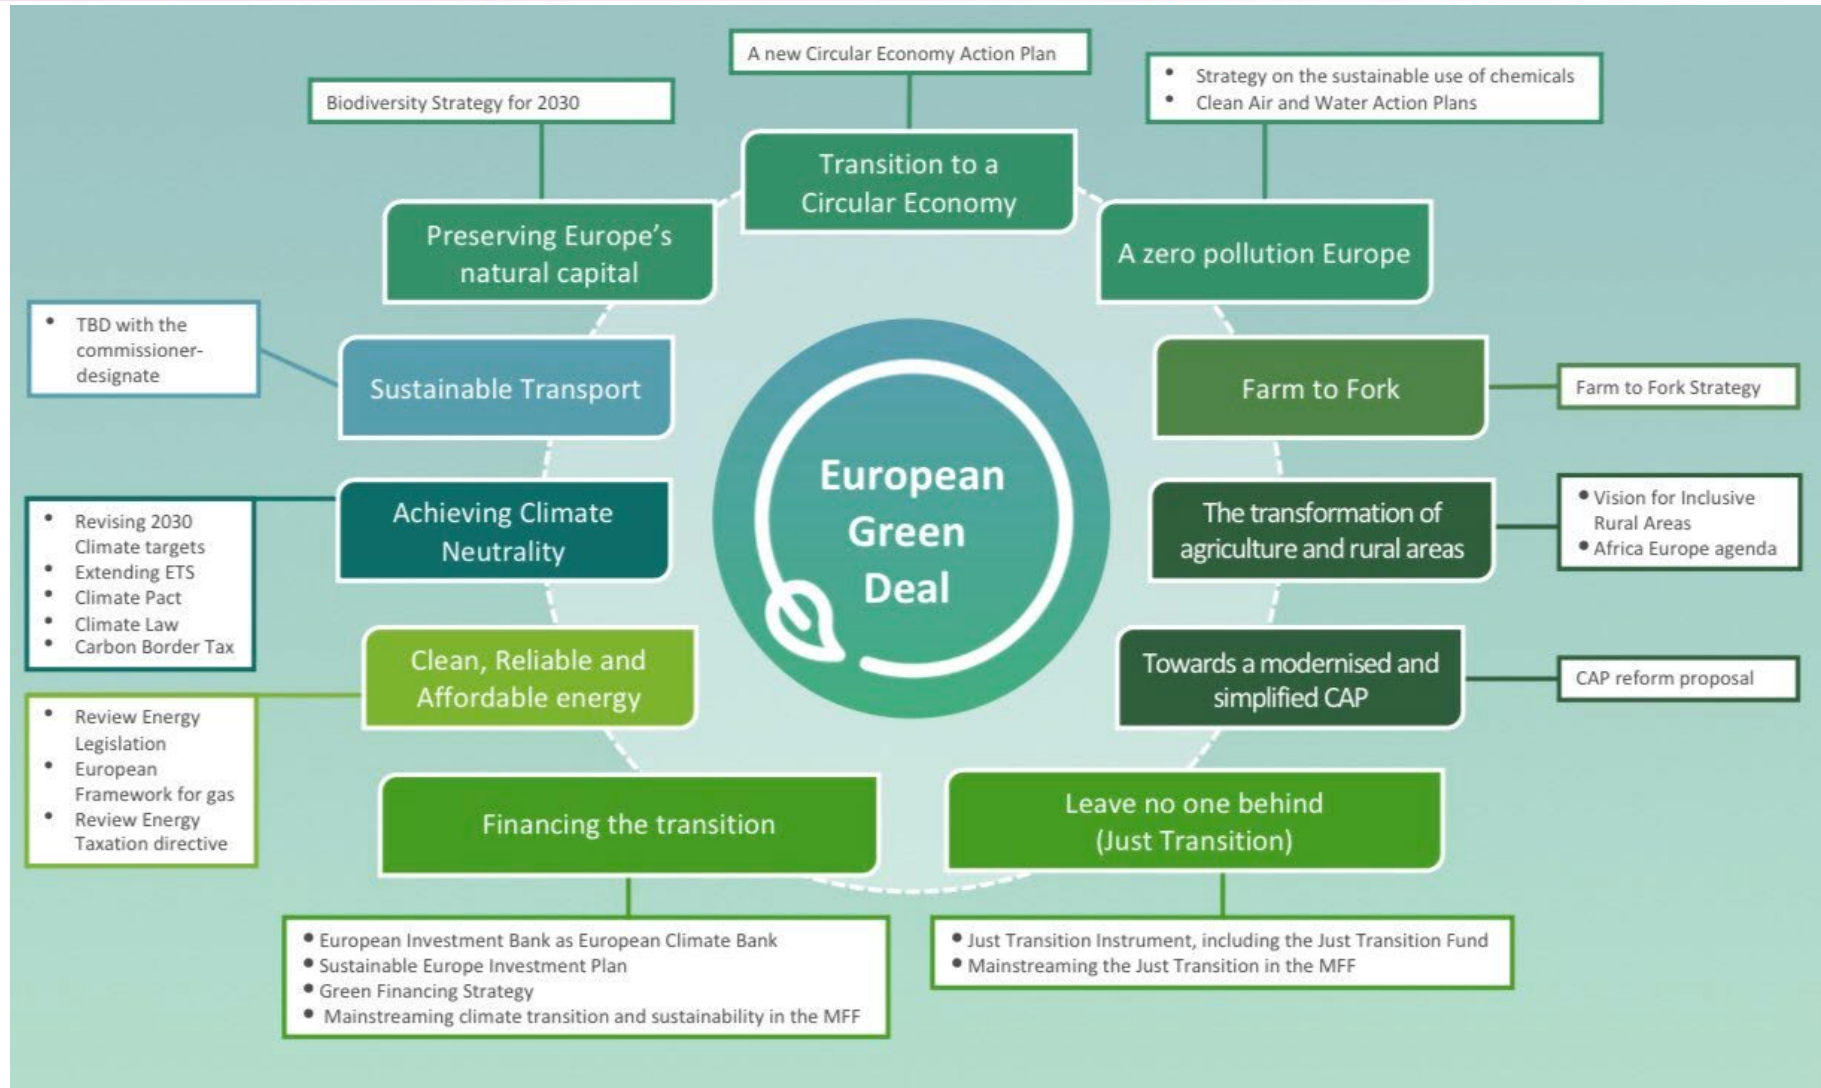 A new Circular Economy Action Plan
Biodiversity Strategy for 2030
• Strategy on the sustainable use of chemicals
• Clean Air and Water Action Plans
Transition to a
Circular Economy
Preserving Europe's
natural capital
A zero pollution Europe
• TBD with the
commissioner-
designate
Sustainable Transport
Farm to Fork
Farm to Fork Strategy
European
Green
Deal
• Revising 2030
Climate targets
• Extending ETS
• Climate Pact
• Climate Law
• Carbon Border Tax
Achieving Climate
Neutrality
The transformation of
agriculture and rural areas
• Vision for Inclusive
Rural Areas
• Africa Europe agenda
• Review Energy
Legislation
• European
Framework for gas
• Review Energy
Taxation directive
Clean, Reliable and
Affordable energy
Towards a modernised and
simplified CAP
CAP reform proposal
Financing the transition
Leave no one behind
(Just Transition)
• European Investment Bank as European Climate Bank
• Sustainable Europe Investment Plan
• Green Financing Strategy
• Mainstreaming climate transition and sustainability in the MFF
• Just Transition Instrument, including the Just Transition Fund
• Mainstreaming the Just Transition in the MFF